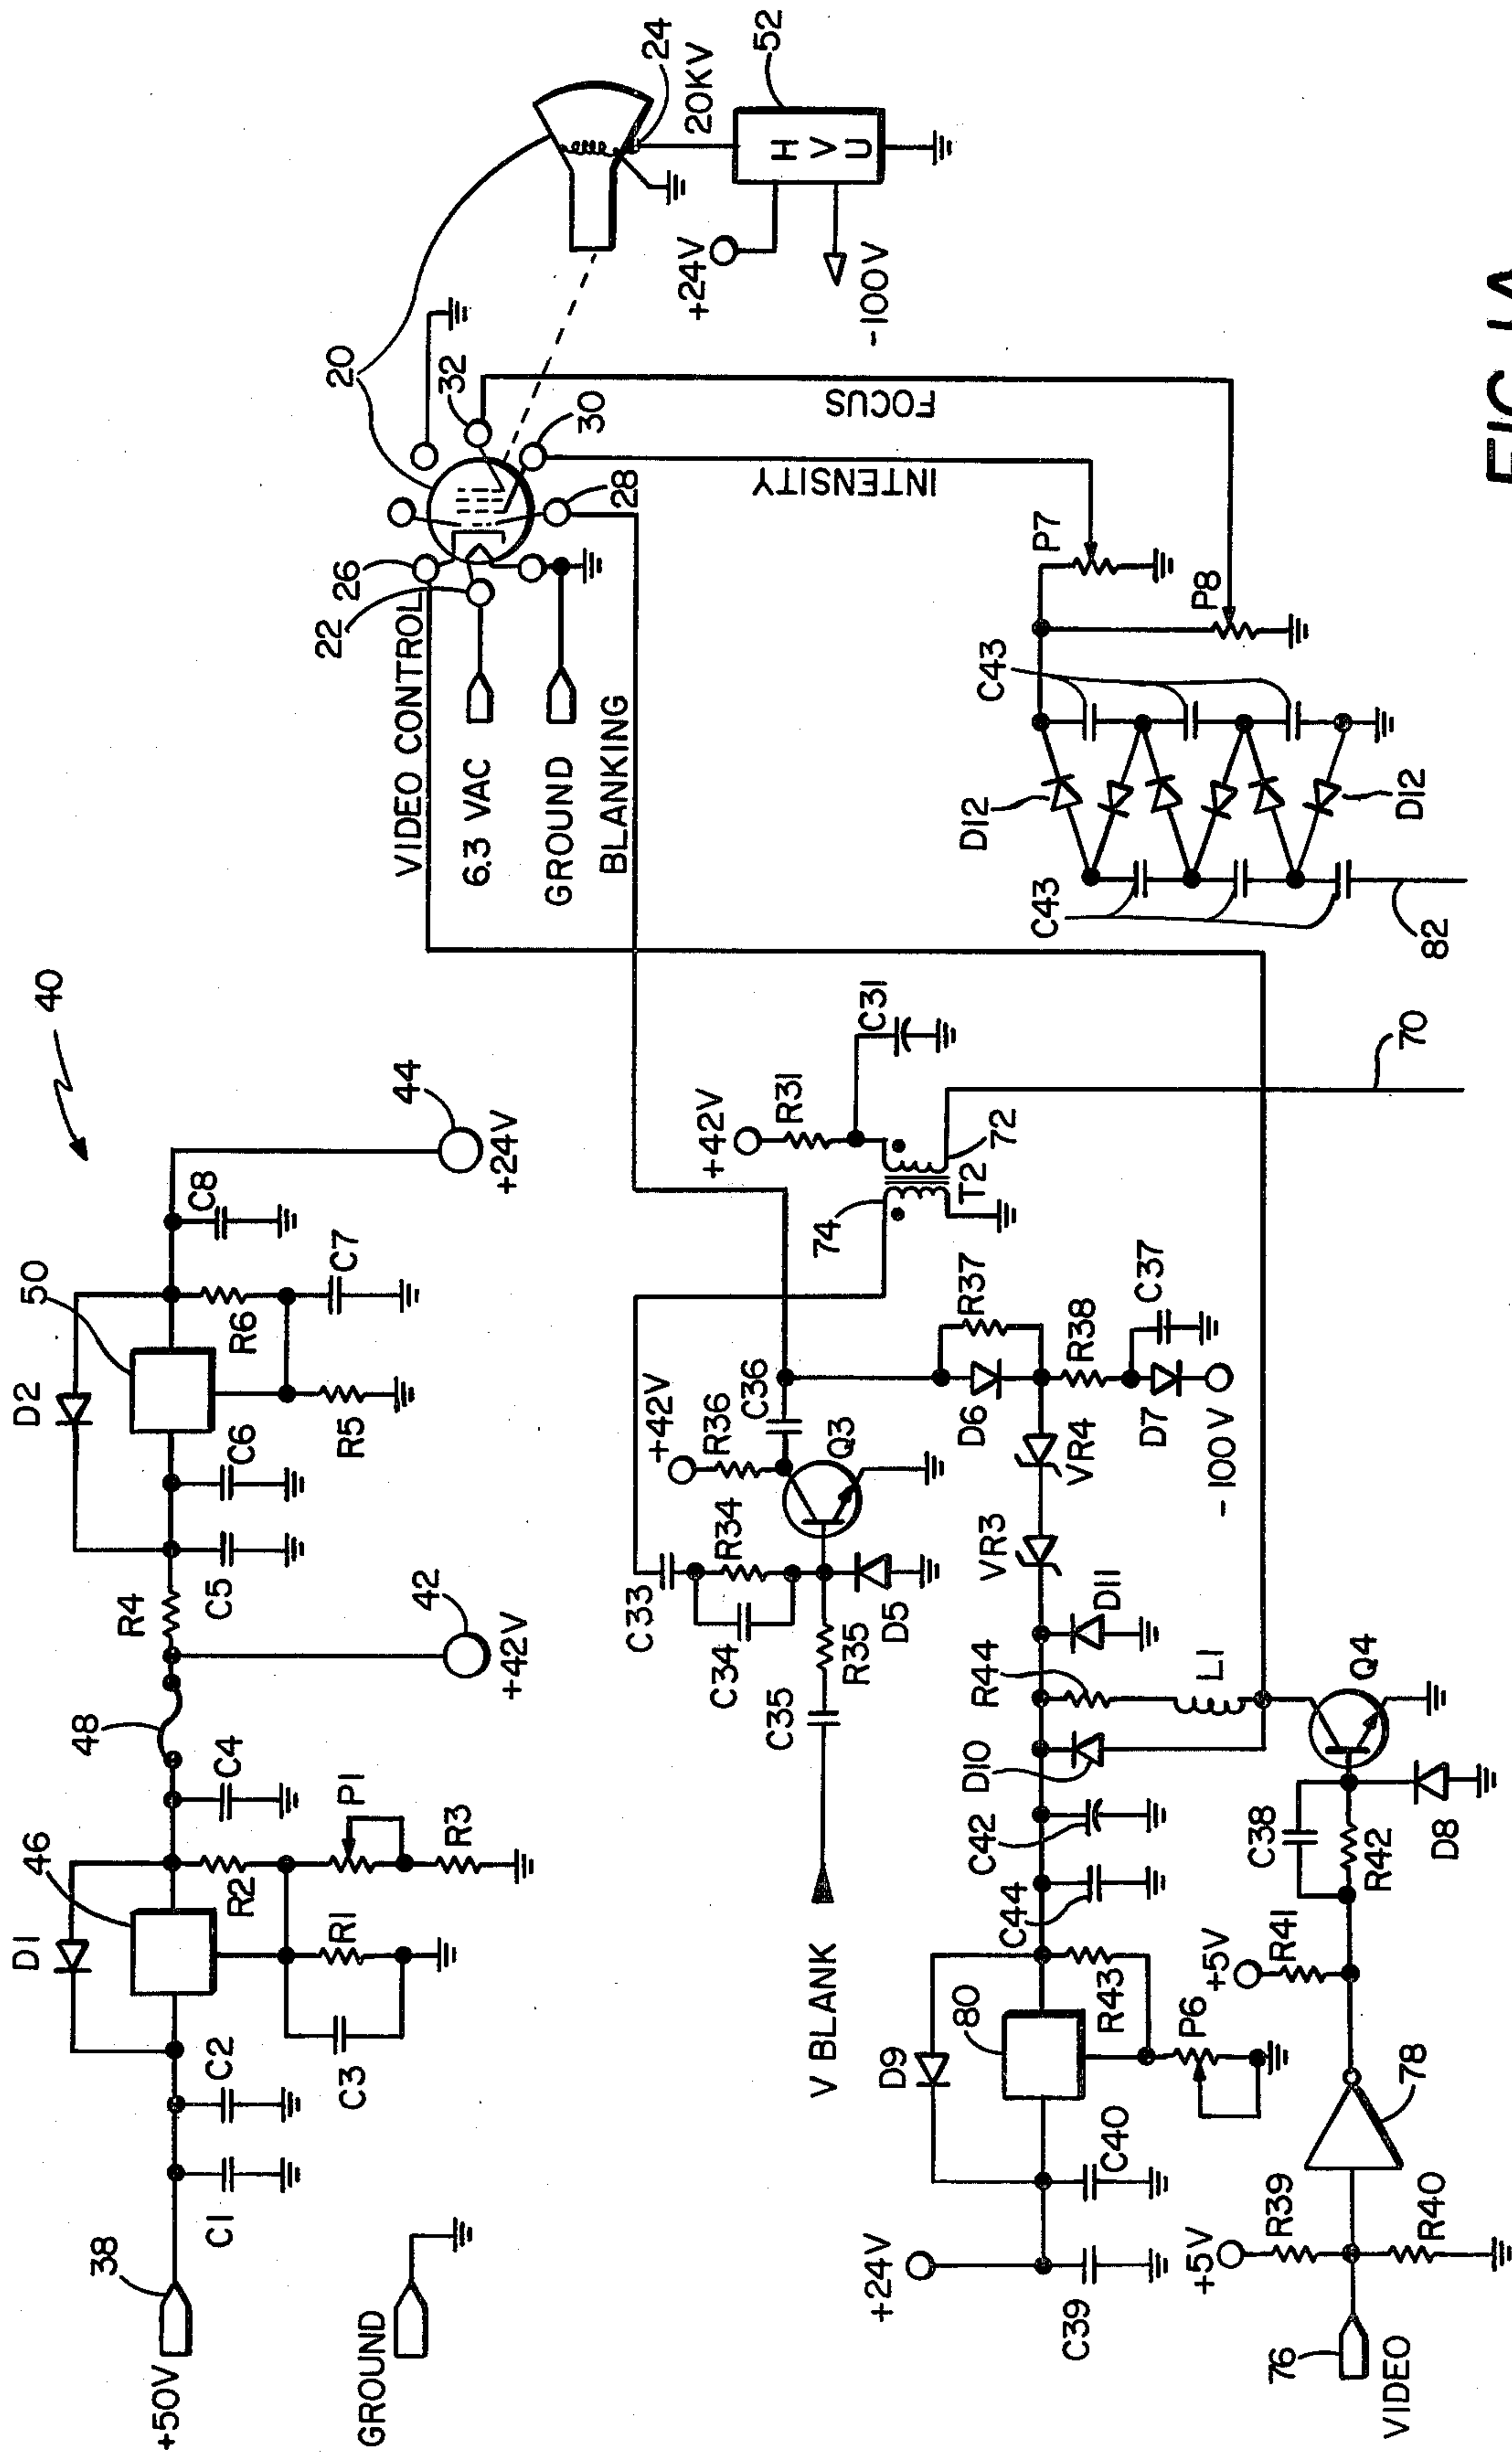 40
+50V
38
C1
C2
D1
46
C3
R1
R2
P1
R3
C4
48
42
+42V
R4
C5
C6
D2
50
R5
R6
C7
C8
44
+24V
GROUND
VIDEO CONTROL
22
26
6.3 VAC
GROUND
BLANKING
20
32
30
28
24
20KV
52
HVU
+24V
-100V
FOCUS
INTENSITY
V BLANK
C35
R35
D5
C33
C34
R34
+42V
R36
Q3
C36
74
T2
72
+42V
R31
C31
70
D6
R37
R38
D7
C37
-100V
VR3
VR4
+24V
C39
C40
D9
80
R43
P6
C44
C42
D10
R44
D11
L1
Q4
76
VIDEO
+5V
R39
R40
78
+5V
R41
C38
R42
D8
C43
82
D12
C43
D12
P7
P8